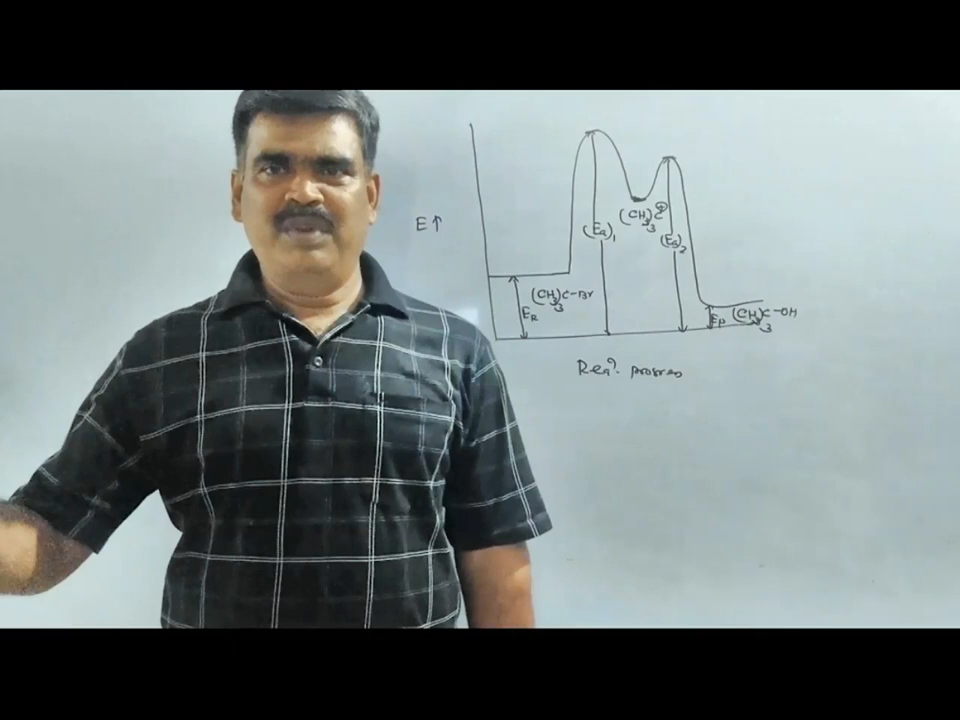 E↑
(CH3)3C⊕
(Ea)1
(Ea)2
(CH3)3C-Br
ER
EP
(CH3)3C-OH
Reaⁿ. progress